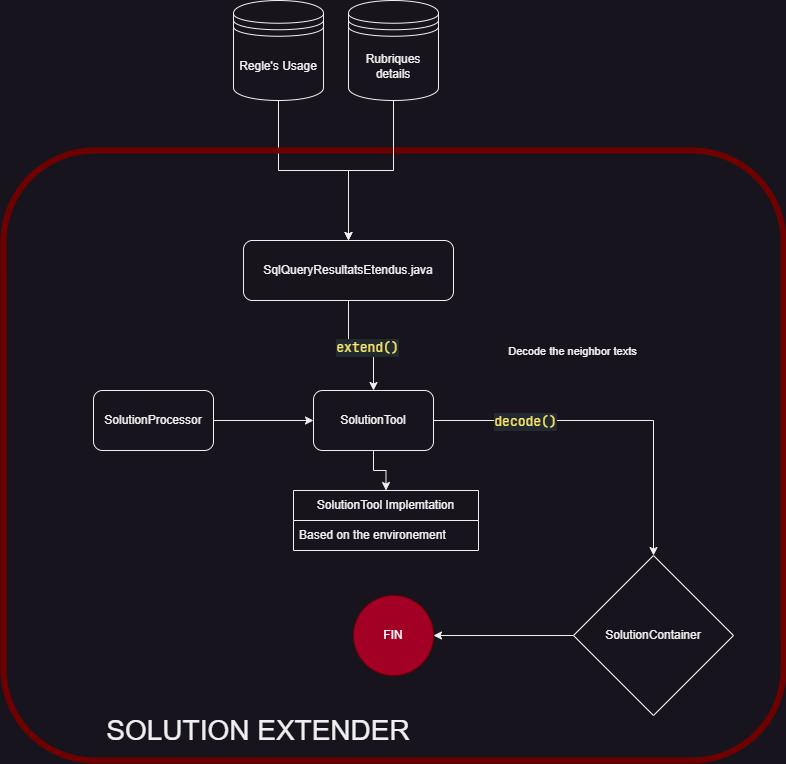 Regle's Usage
Rubriques
details
SqlQueryResultatsEtendus.java
extend()
Decode the neighbor texts
SolutionProcessor
SolutionTool
decode()
SolutionTool Implemtation
Based on the environement
FIN
SolutionContainer
SOLUTION EXTENDER